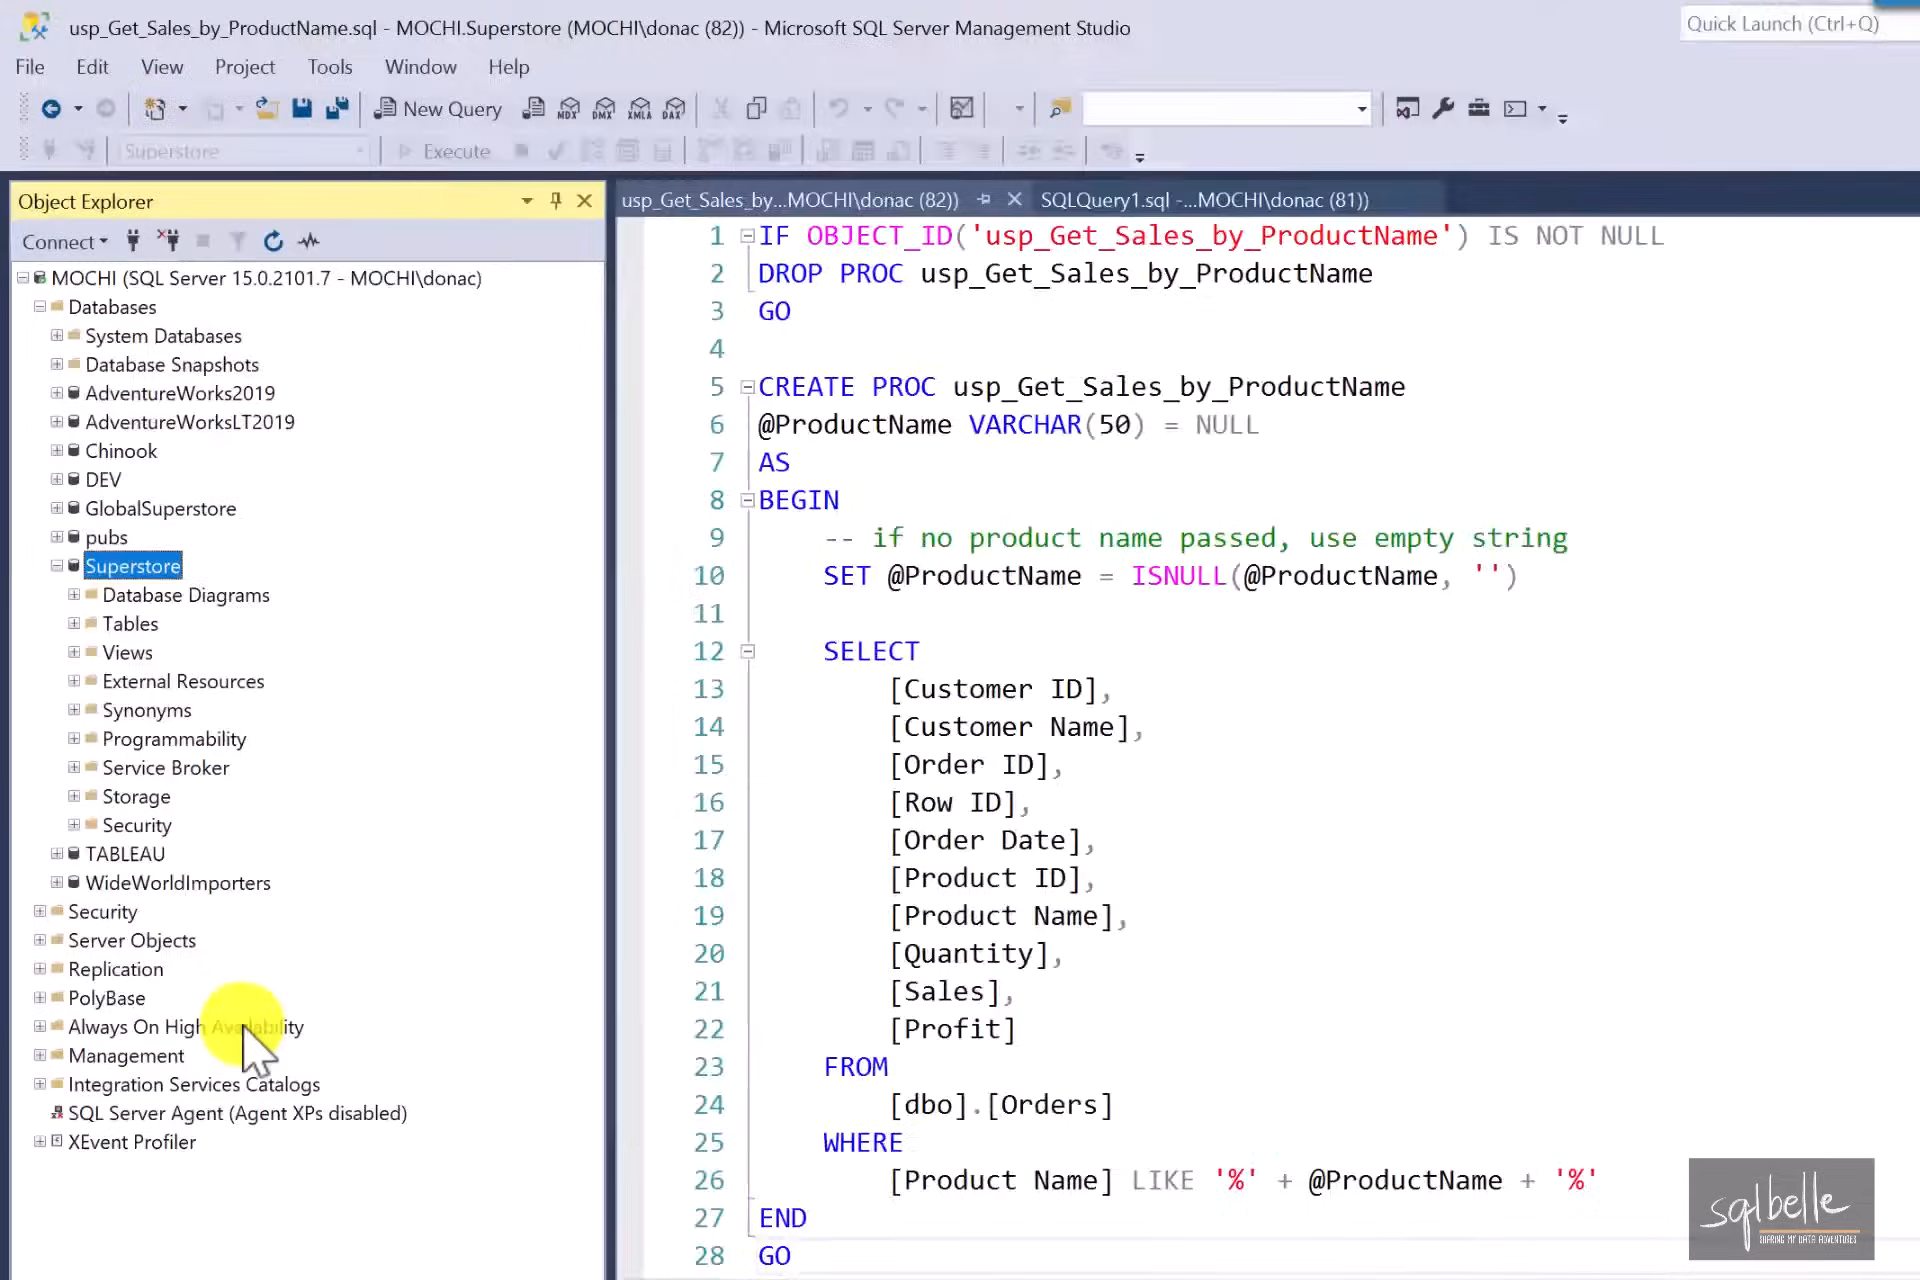 usp_Get_Sales_by_ProductName.sql - MOCHI.Superstore (MOCHI\donac (82)) - Microsoft SQL Server Management Studio
Quick Launch (Ctrl+Q)
File Edit View Project Tools Window Help
New Query MDX DMX XMLA DAX
Superstore Execute
Object Explorer
usp_Get_Sales_by...MOCHI\donac (82)) SQLQuery1.sql -...MOCHI\donac (81))
Connect
MOCHI (SQL Server 15.0.2101.7 - MOCHI\donac)
Databases
System Databases
Database Snapshots
AdventureWorks2019
AdventureWorksLT2019
Chinook
DEV
GlobalSuperstore
pubs
Superstore
Database Diagrams
Tables
Views
External Resources
Synonyms
Programmability
Service Broker
Storage
Security
TABLEAU
WideWorldImporters
Security
Server Objects
Replication
PolyBase
Always On High Availability
Management
Integration Services Catalogs
SQL Server Agent (Agent XPs disabled)
XEvent Profiler
1 IF OBJECT_ID('usp_Get_Sales_by_ProductName') IS NOT NULL
2 DROP PROC usp_Get_Sales_by_ProductName
3 GO
4
5 CREATE PROC usp_Get_Sales_by_ProductName
6 @ProductName VARCHAR(50) = NULL
7 AS
8 BEGIN
9 -- if no product name passed, use empty string
10 SET @ProductName = ISNULL(@ProductName, '')
11
12 SELECT
13 [Customer ID],
14 [Customer Name],
15 [Order ID],
16 [Row ID],
17 [Order Date],
18 [Product ID],
19 [Product Name],
20 [Quantity],
21 [Sales],
22 [Profit]
23 FROM
24 [dbo].[Orders]
25 WHERE
26 [Product Name] LIKE '%' + @ProductName + '%'
27 END
28 GO
sqlbelle
SHARING MY DATA ADVENTURES